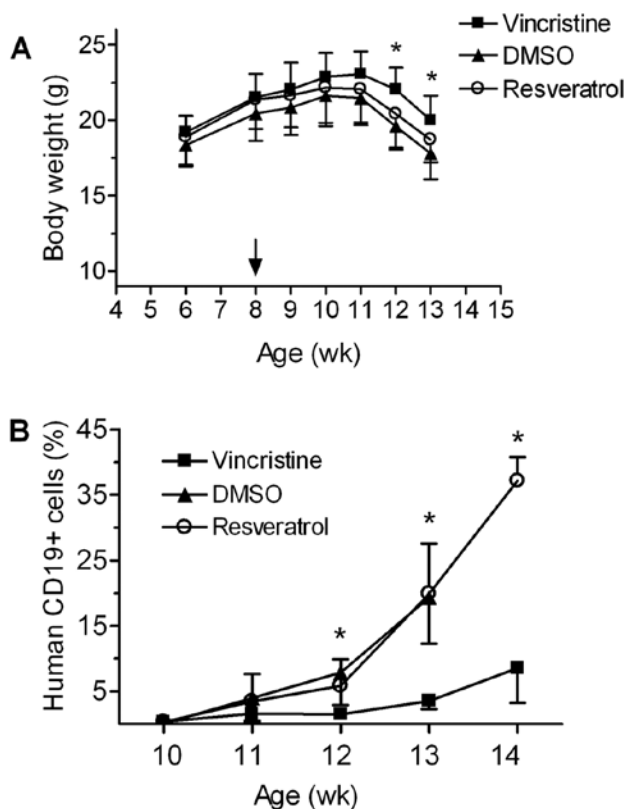 A
Body weight (g)
25
20
15
10
4 5 6 7 8 9 10 11 12 13 14 15
Age (wk)
* *
Vincristine
DMSO
Resveratrol
B
Human CD19+ cells (%)
45
35
25
15
5
10 11 12 13 14
Age (wk)
Vincristine
DMSO
Resveratrol
* * *